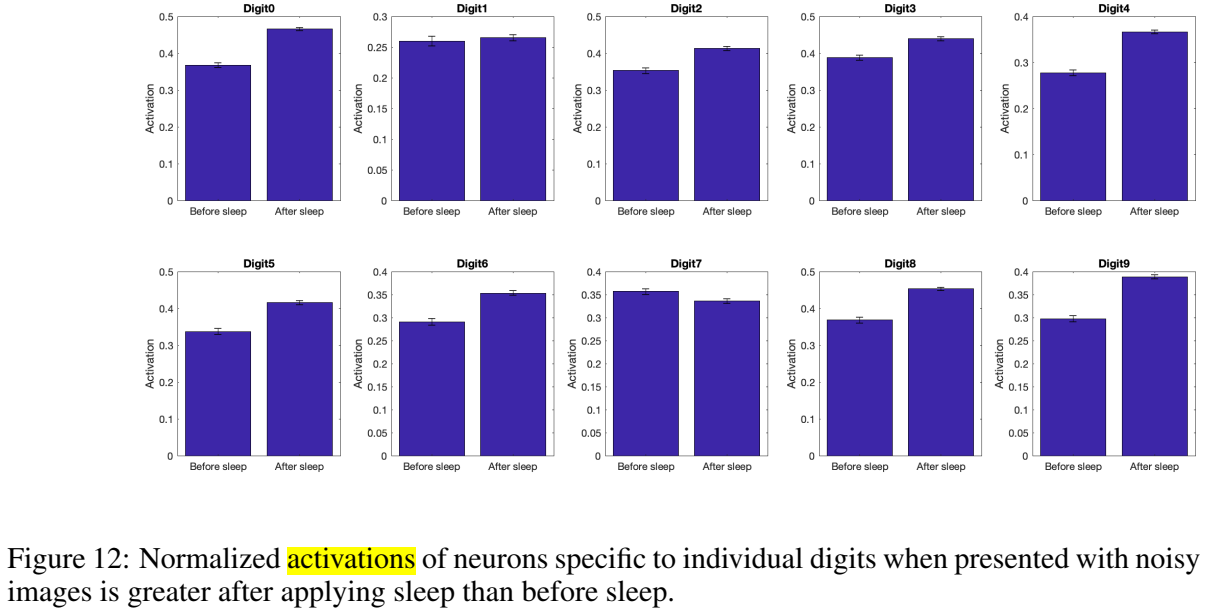 Digit0 Digit1 Digit2 Digit3 Digit4
0.5 0.3 0.5 0.5 0.4
0.4 0.25 0.4 0.4 0.3
0.3 0.2 0.3 0.3 0.2
0.2 0.15 0.2 0.2 0.1
0.1 0.1 0.1 0.1 0
0 0.05 0 0
0
Activation Activation Activation Activation Activation
Before sleep After sleep Before sleep After sleep Before sleep After sleep Before sleep After sleep Before sleep After sleep
Digit5 Digit6 Digit7 Digit8 Digit9
0.5 0.4 0.4 0.5 0.4
0.4 0.35 0.35 0.4 0.35
0.3 0.3 0.3 0.3 0.3
0.2 0.25 0.25 0.2 0.25
0.1 0.2 0.2 0.1 0.2
0 0.15 0.15 0 0.15
0.1 0.1 0.1
0.05 0.05 0.05
0 0 0
Activation Activation Activation Activation Activation
Before sleep After sleep Before sleep After sleep Before sleep After sleep Before sleep After sleep Before sleep After sleep
Figure 12: Normalized activations of neurons specific to individual digits when presented with noisy
images is greater after applying sleep than before sleep.